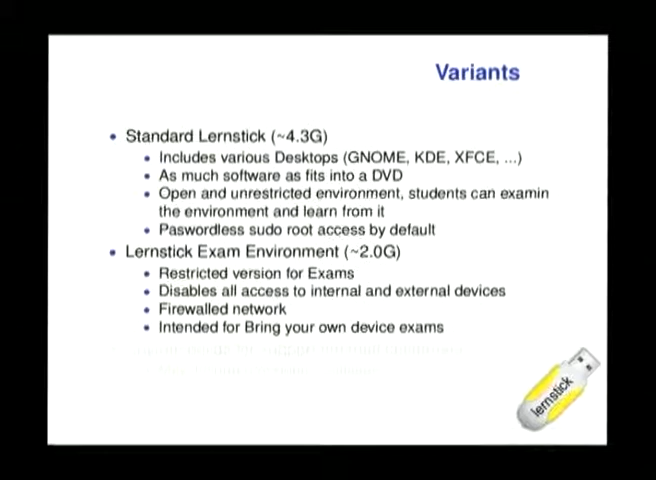 Variants
• Standard Lernstick (~4.3G)
• Includes various Desktops (GNOME, KDE, XFCE, ...)
• As much software as fits into a DVD
• Open and unrestricted environment, students can examin
the environment and learn from it
• Paswordless sudo root access by default
• Lernstick Exam Environment (~2.0G)
• Restricted version for Exams
• Disables all access to internal and external devices
• Firewalled network
• Intended for Bring your own device exams
lernstick